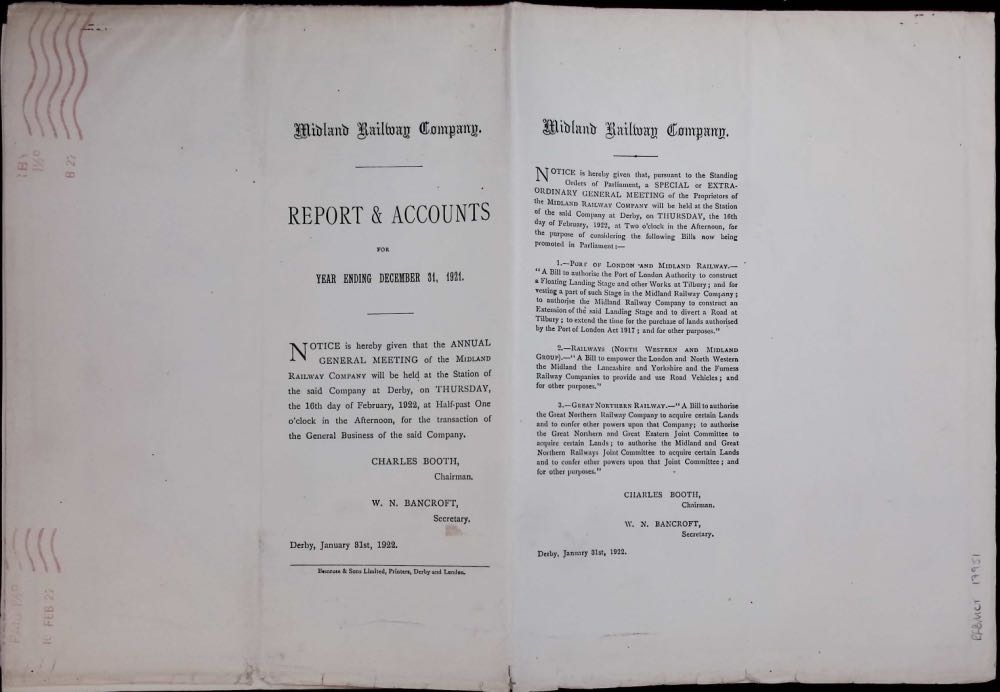 Midland Railway Company.
REPORT & ACCOUNTS
FOR
YEAR ENDING DECEMBER 31, 1921.
NOTICE is hereby given that the ANNUAL
GENERAL MEETING of the MIDLAND
RAILWAY COMPANY will be held at the Station of
the said Company at Derby, on THURSDAY,
the 16th day of February, 1922, at Half-past One
o'clock in the Afternoon, for the transaction of
the General Business of the said Company.
CHARLES BOOTH,
Chairman.
W. N. BANCROFT,
Secretary.
Derby, January 31st, 1922.
Bemrose & Sons Limited, Printers, Derby and London.
Midland Railway Company.
NOTICE is hereby given that, pursuant to the Standing
Orders of Parliament, a SPECIAL or EXTRA-
ORDINARY GENERAL MEETING of the Proprietors of
the MIDLAND RAILWAY COMPANY will be held at the Station
of the said Company at Derby, on THURSDAY, the 16th
day of February, 1922, at Two o'clock in the Afternoon, for
the purpose of considering the following Bills now being
promoted in Parliament:—
1.—PORT OF LONDON AND MIDLAND RAILWAY.—
"A Bill to authorise the Port of London Authority to construct
a Floating Landing Stage and other Works at Tilbury; and for
vesting a part of such Stage in the Midland Railway Company;
to authorise the Midland Railway Company to construct an
Extension of the said Landing Stage and to divert a Road at
Tilbury; to extend the time for the purchase of lands authorised
by the Port of London Act 1917; and for other purposes."
2.—RAILWAYS (NORTH WESTERN AND MIDLAND
GROUP).—"A Bill to empower the London and North Western
the Midland the Lancashire and Yorkshire and the Furness
Railway Companies to provide and use Road Vehicles; and
for other purposes."
3.—GREAT NORTHERN RAILWAY.—"A Bill to authorise
the Great Northern Railway Company to acquire certain Lands
and to confer other powers upon that Company; to authorise
the Great Northern and Great Eastern Joint Committee to
acquire certain Lands; to authorise the Midland and Great
Northern Railways Joint Committee to acquire certain Lands
and to confer other powers upon that Joint Committee; and
for other purposes."
CHARLES BOOTH,
Chairman.
W. N. BANCROFT,
Secretary.
Derby, January 31st, 1922.
17951